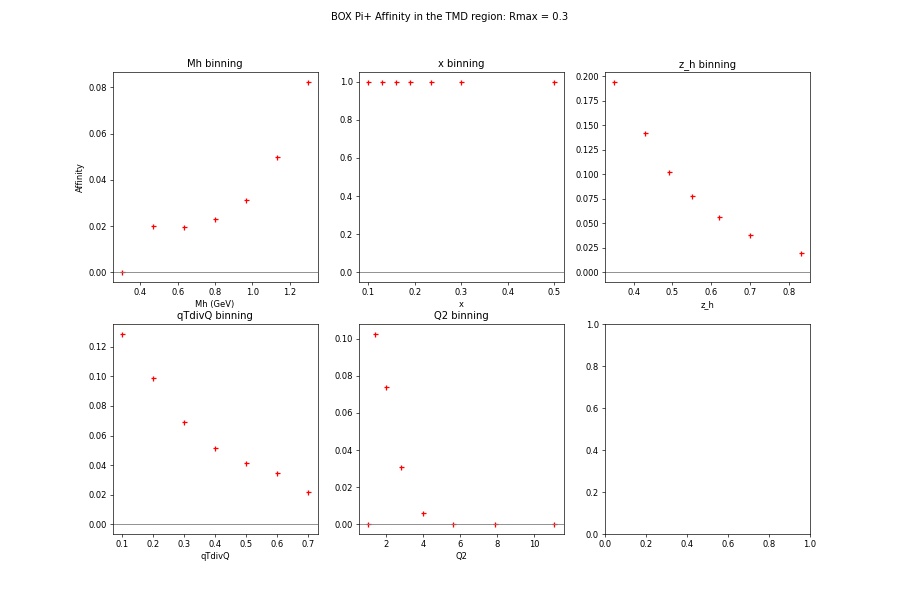 BOX Pi+ Affinity in the TMD region: Rmax = 0.3
Mh binning
x binning
z_h binning
Affinity
0.08
0.06
0.04
0.02
0.00
0.4 0.6 0.8 1.0 1.2
Mh (GeV)
1.0
0.8
0.6
0.4
0.2
0.0
0.1 0.2 0.3 0.4 0.5
x
0.200
0.175
0.150
0.125
0.100
0.075
0.050
0.025
0.000
0.4 0.5 0.6 0.7 0.8
z_h
qTdivQ binning
Q2 binning
0.12
0.10
0.08
0.06
0.04
0.02
0.00
0.1 0.2 0.3 0.4 0.5 0.6 0.7
qTdivQ
0.10
0.08
0.06
0.04
0.02
0.00
2 4 6 8 10
Q2
1.0
0.8
0.6
0.4
0.2
0.0
0.0 0.2 0.4 0.6 0.8 1.0